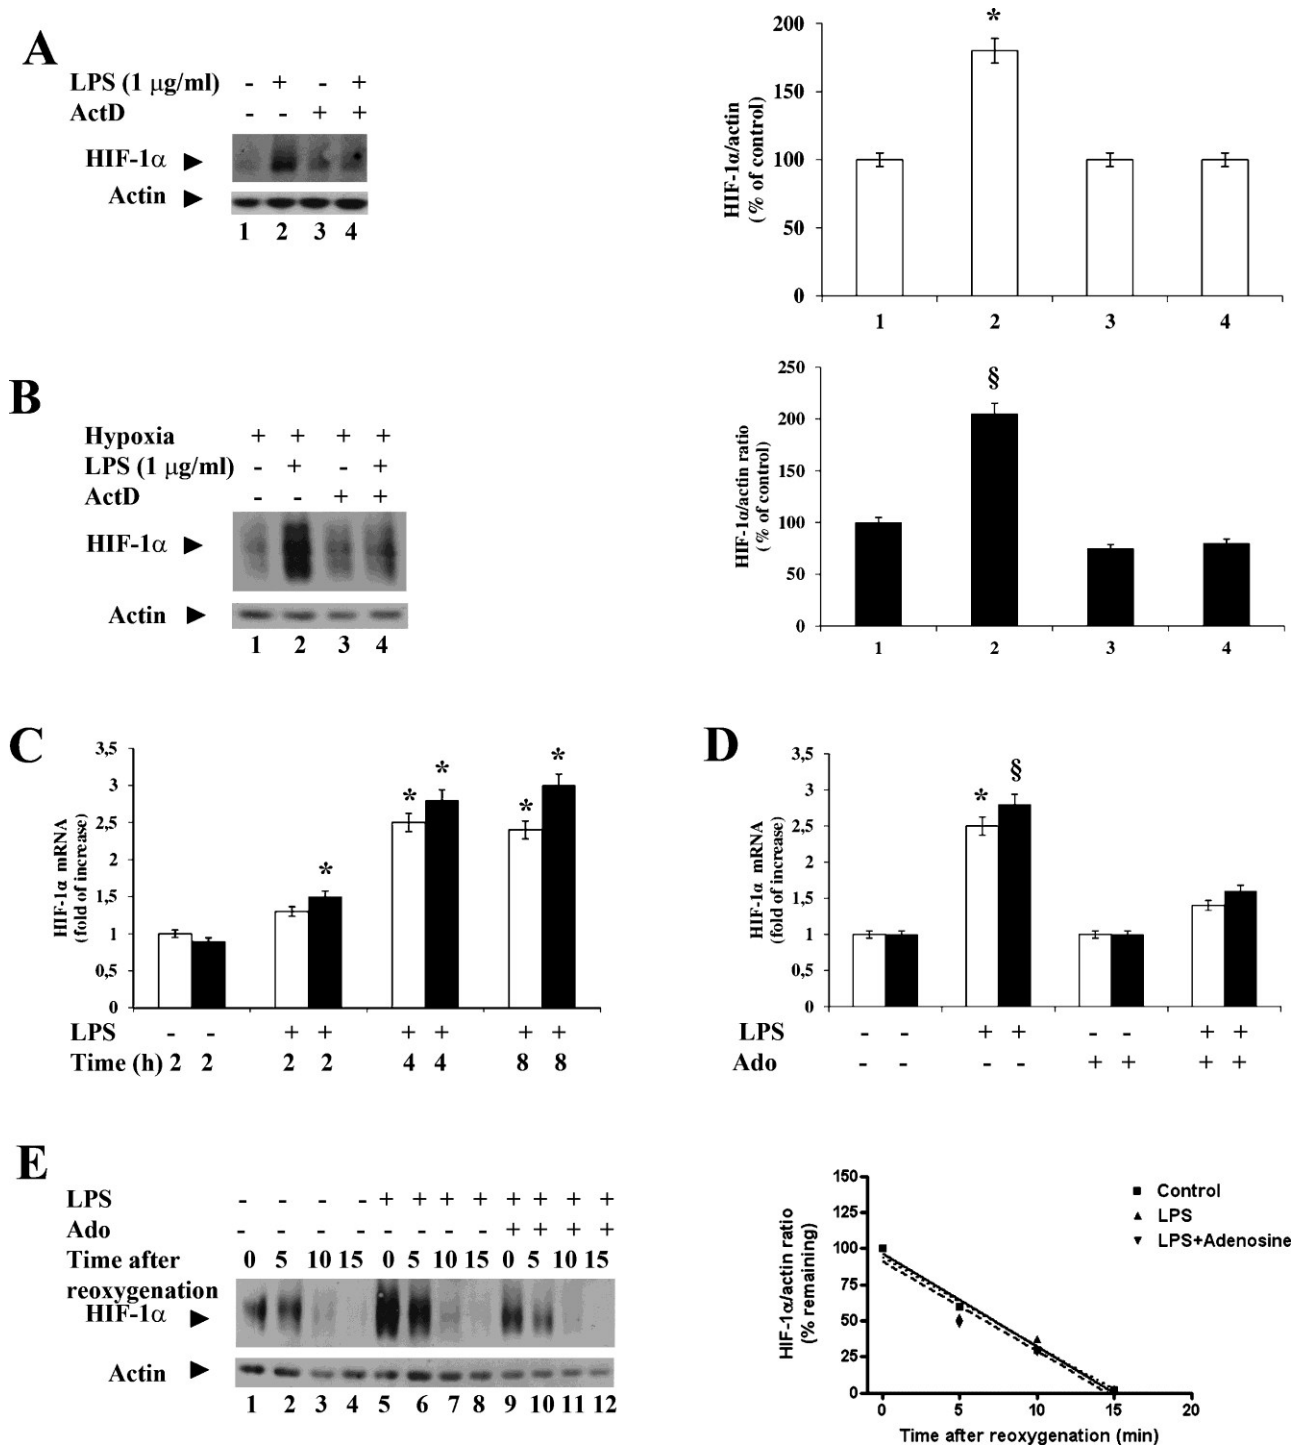 A
LPS (1 μg/ml) - + - +
ActD - - + +
HIF-1α
Actin
1 2 3 4
*
HIF-1α/actin
(% of control)
200
150
100
50
0
1 2 3 4
B
Hypoxia + + + +
LPS (1 μg/ml) - + - +
ActD - - + +
HIF-1α
Actin
1 2 3 4
§
HIF-1α/actin ratio
(% of control)
250
200
150
100
50
0
1 2 3 4
C
HIF-1α mRNA
(fold of increase)
3,5
3
2,5
2
1,5
1
0,5
0
* * * * *
LPS - - + + + + + +
Time (h) 2 2 2 2 4 4 8 8
D
HIF-1α mRNA
(fold of increase)
3,5
3
2,5
2
1,5
1
0,5
0
* §
LPS - - + + - - + +
Ado - - - - + + + +
E
LPS - - - - + + + + + + + +
Ado - - - - - - - - + + + +
Time after 0 5 10 15 0 5 10 15 0 5 10 15
reoxygenation
HIF-1α
Actin
1 2 3 4 5 6 7 8 9 10 11 12
HIF-1α/actin ratio
(% remaining)
150
125
100
75
50
25
0
0 5 10 15 20
Time after reoxygenation (min)
Control
LPS
LPS+Adenosine